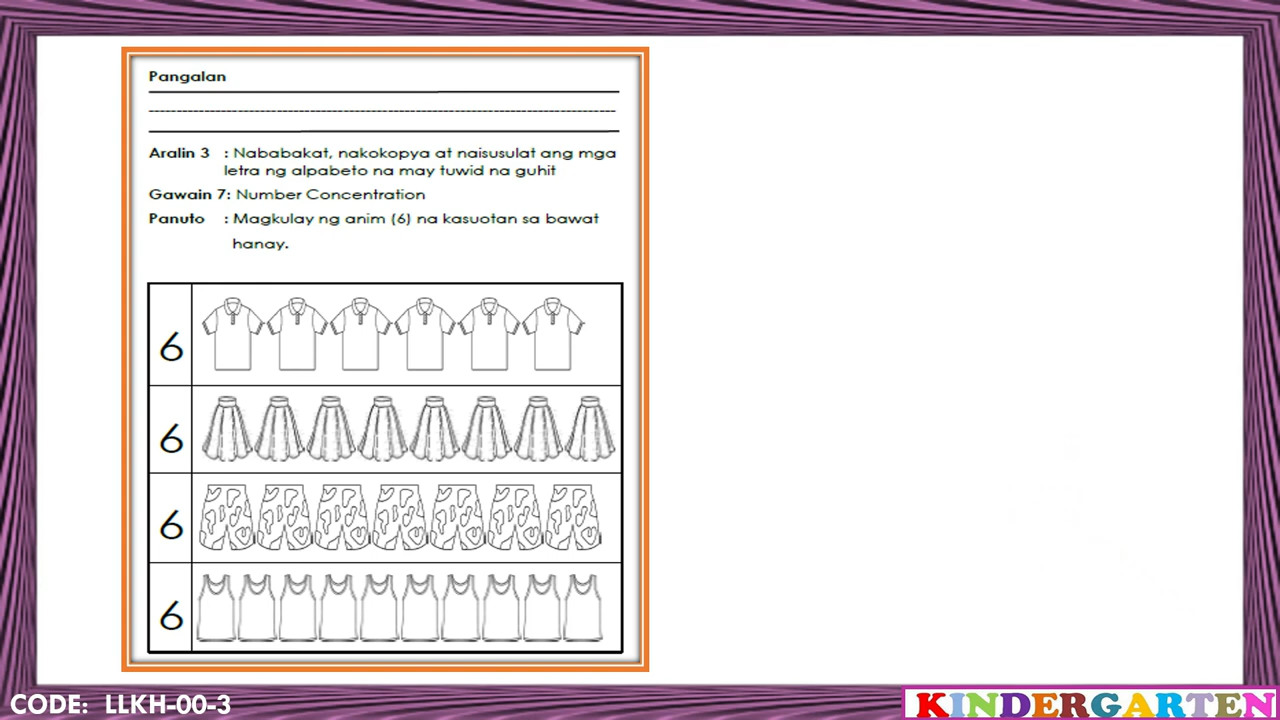 Pangalan
Aralin 3 : Nababakat, nakokopya at naisusulat ang mga
letra ng alpabeto na may tuwid na guhit
Gawain 7: Number Concentration
Panuto : Magkulay ng anim (6) na kasuotan sa bawat
hanay.
6
6
6
6
CODE: LLKH-00-3
KINDERGARTEN